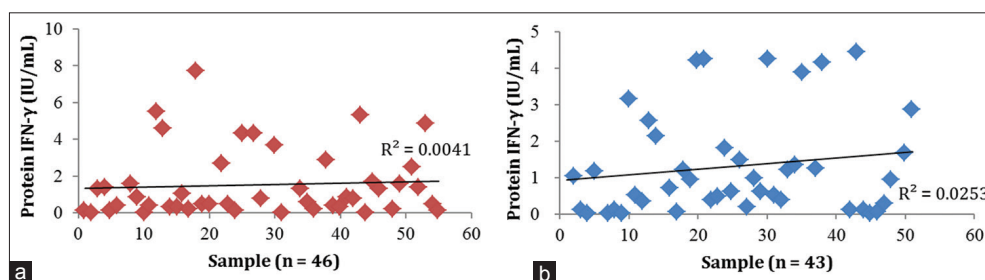 Protein IFN-γ (IU/mL)
10
8
6
4
2
0
R² = 0.0041
0 10 20 30 40 50 60
Sample (n = 46)
a
Protein IFN-γ (IU/mL)
5
4
3
2
1
0
R² = 0.0253
0 10 20 30 40 50 60
Sample (n = 43)
b